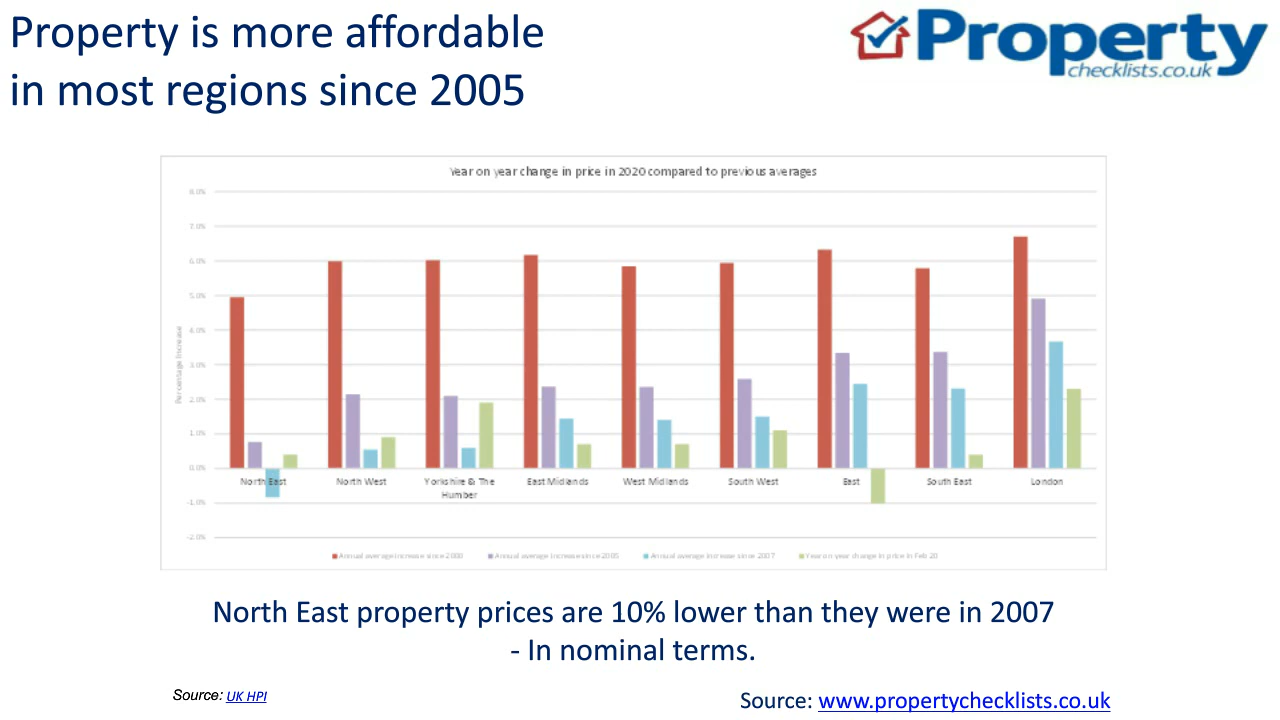 Property is more affordable
in most regions since 2005
Property
checklists.co.uk
Year on year change in price in 2020 compared to previous averages
8.0%
7.0%
6.0%
5.0%
4.0%
3.0%
2.0%
1.0%
0.0%
-1.0%
-2.0%
Percentage Increase
North East
North West
Yorkshire & The
Humber
East Midlands
West Midlands
South West
East
South East
London
Annual average increase since 2000
Annual average increase since 2005
Annual average increase since 2007
Year on year change in price in Feb 20
North East property prices are 10% lower than they were in 2007
- In nominal terms.
Source: UK HPI
Source: www.propertychecklists.co.uk